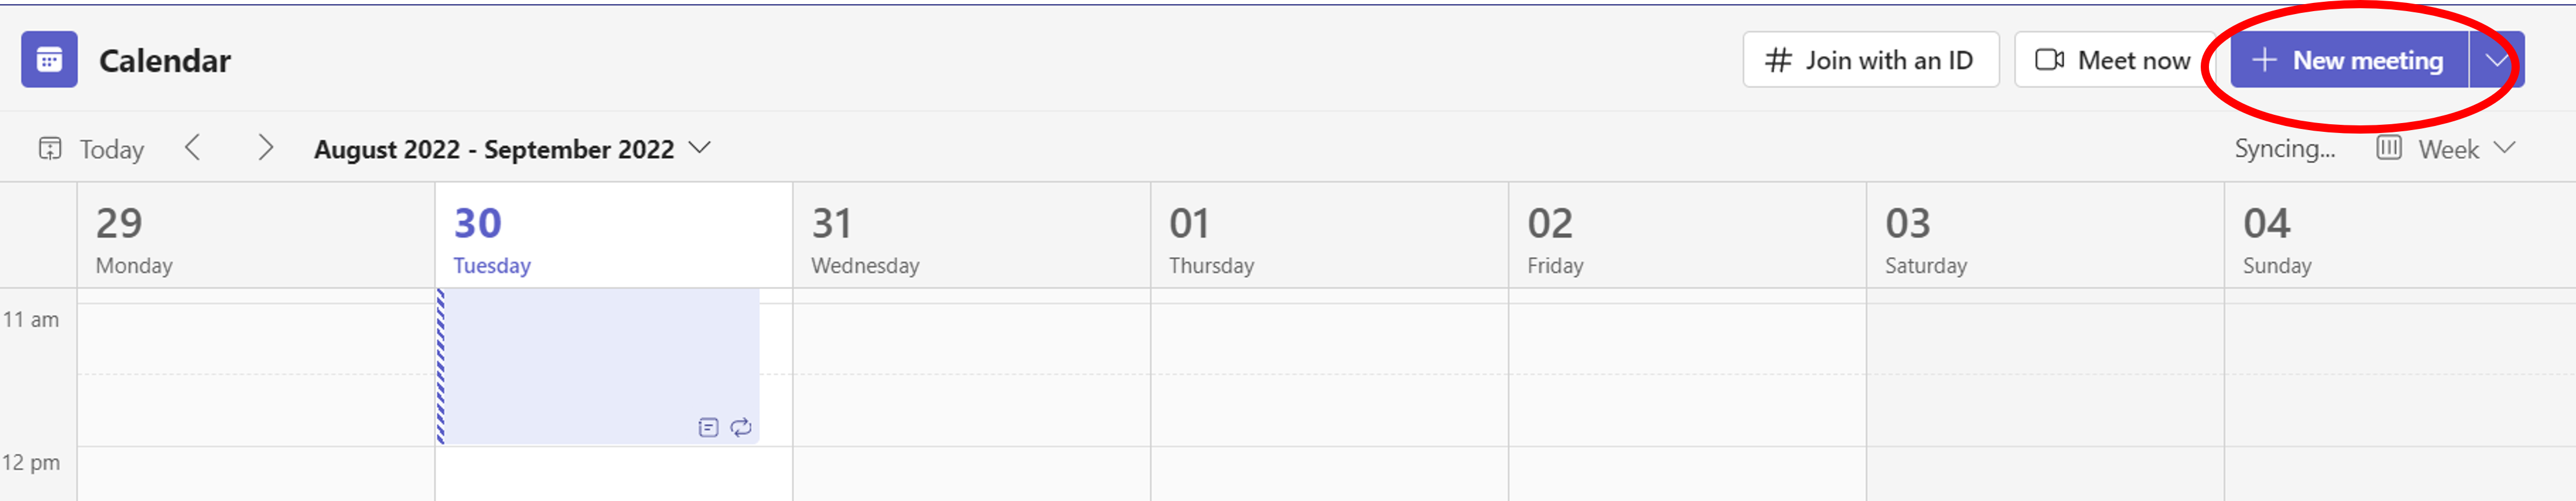 Calendar
# Join with an ID
Meet now
+ New meeting
Today
August 2022 - September 2022
Syncing...
Week
29
Monday
30
Tuesday
31
Wednesday
01
Thursday
02
Friday
03
Saturday
04
Sunday
11 am
12 pm